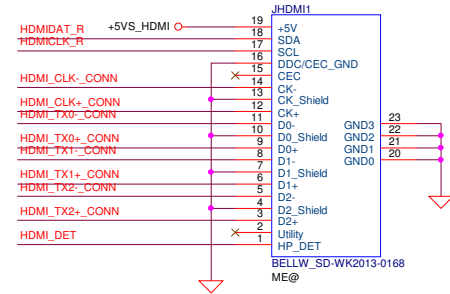 JHDMI1
+5VS_HDMI
19
+5V
HDMIDAT_R
18
SDA
HDMICLK_R
17
SCL
16
DDC/CEC_GND
15
CEC
HDMI_CLK-_CONN
14
CK-
13
CK_Shield
HDMI_CLK+_CONN
12
CK+
HDMI_TX0-_CONN
11
D0-
GND3
23
10
D0_Shield
GND2
22
HDMI_TX0+_CONN
9
D0+
GND1
21
HDMI_TX1-_CONN
8
D1-
GND0
20
7
D1_Shield
HDMI_TX1+_CONN
6
D1+
HDMI_TX2-_CONN
5
D2-
4
D2_Shield
HDMI_TX2+_CONN
3
D2+
2
Utility
HDMI_DET
1
HP_DET
BELLW_SD-WK2013-0168
ME@